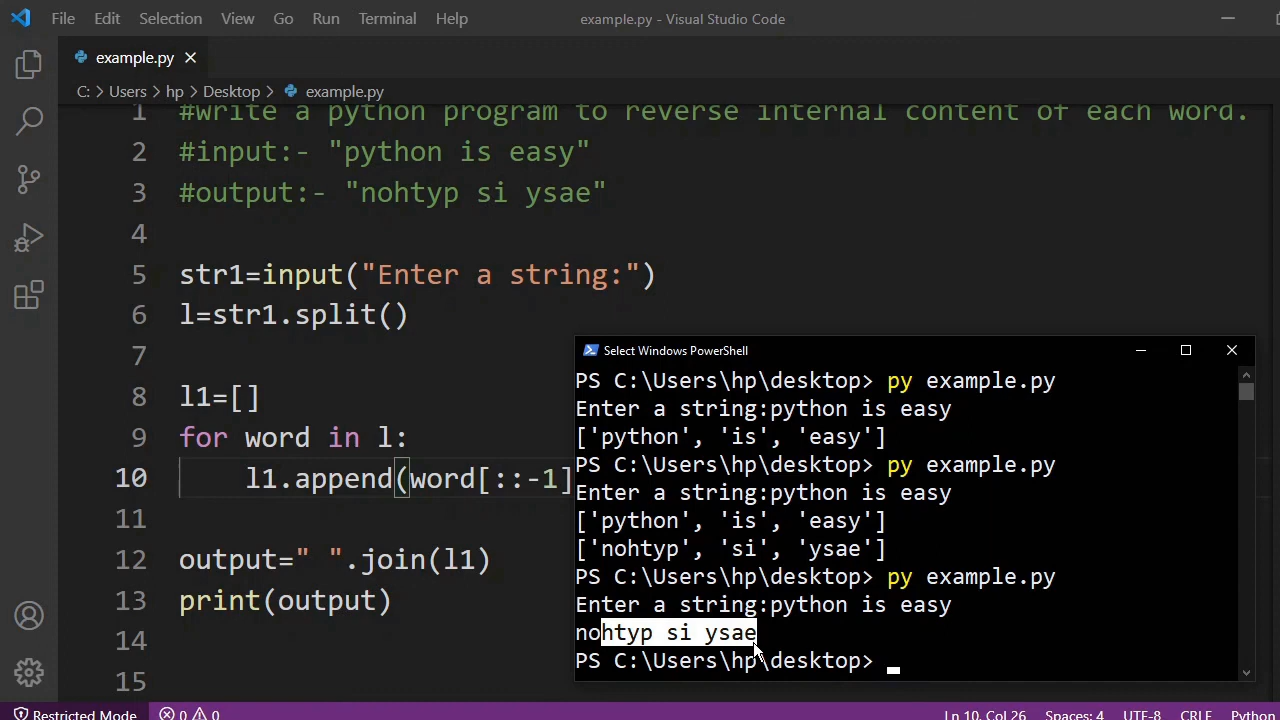 File Edit Selection View Go Run Terminal Help
example.py - Visual Studio Code
example.py
C: > Users > hp > Desktop > example.py
1 #write a python program to reverse internal content of each word.
2 #input:- "python is easy"
3 #output:- "nohtyp si ysae"
4
5 str1=input("Enter a string:")
6 l=str1.split()
7
8 l1=[]
9 for word in l:
10 l1.append(word[::-1]
11
12 output=" ".join(l1)
13 print(output)
14
15
Select Windows PowerShell
PS C:\Users\hp\desktop> py example.py
Enter a string:python is easy
['python', 'is', 'easy']
PS C:\Users\hp\desktop> py example.py
Enter a string:python is easy
['python', 'is', 'easy']
['nohtyp', 'si', 'ysae']
PS C:\Users\hp\desktop> py example.py
Enter a string:python is easy
nohtyp si ysae
PS C:\Users\hp\desktop>
Restricted Mode 0 0 Ln 10, Col 26 Spaces: 4 UTF-8 CRLF Python